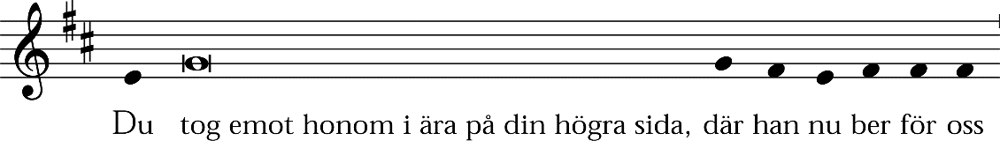 Du tog emot honom i ära på din högra sida, där han nu ber för oss